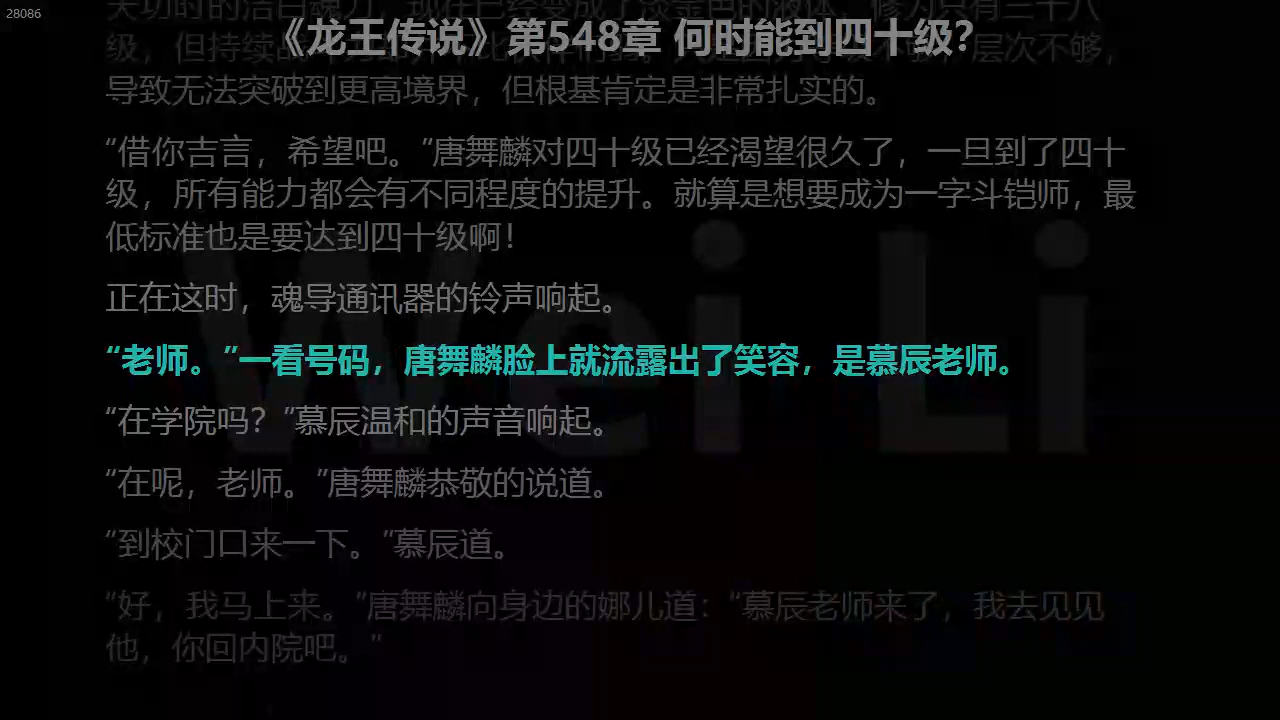 28086
《龙王传说》第548章 何时能到四十级？
层次不够，
导致无法突破到更高境界，但根基肯定是非常扎实的。
“借你吉言，希望吧。”唐舞麟对四十级已经渴望很久了，一旦到了四十
级，所有能力都会有不同程度的提升。就算是想要成为一字斗铠师，最
低标准也是要达到四十级啊！
正在这时，魂导通讯器的铃声响起。
“老师。”一看号码，唐舞麟脸上就流露出了笑容，是慕辰老师。
“在学院吗？”慕辰温和的声音响起。
“在呢，老师。”唐舞麟恭敬的说道。
“到校门口来一下。“慕辰道。
“好，我马上来。”唐舞麟向身边的娜儿道：“慕辰老师来了，我去见见
他，你回内院吧。”
Wei Li